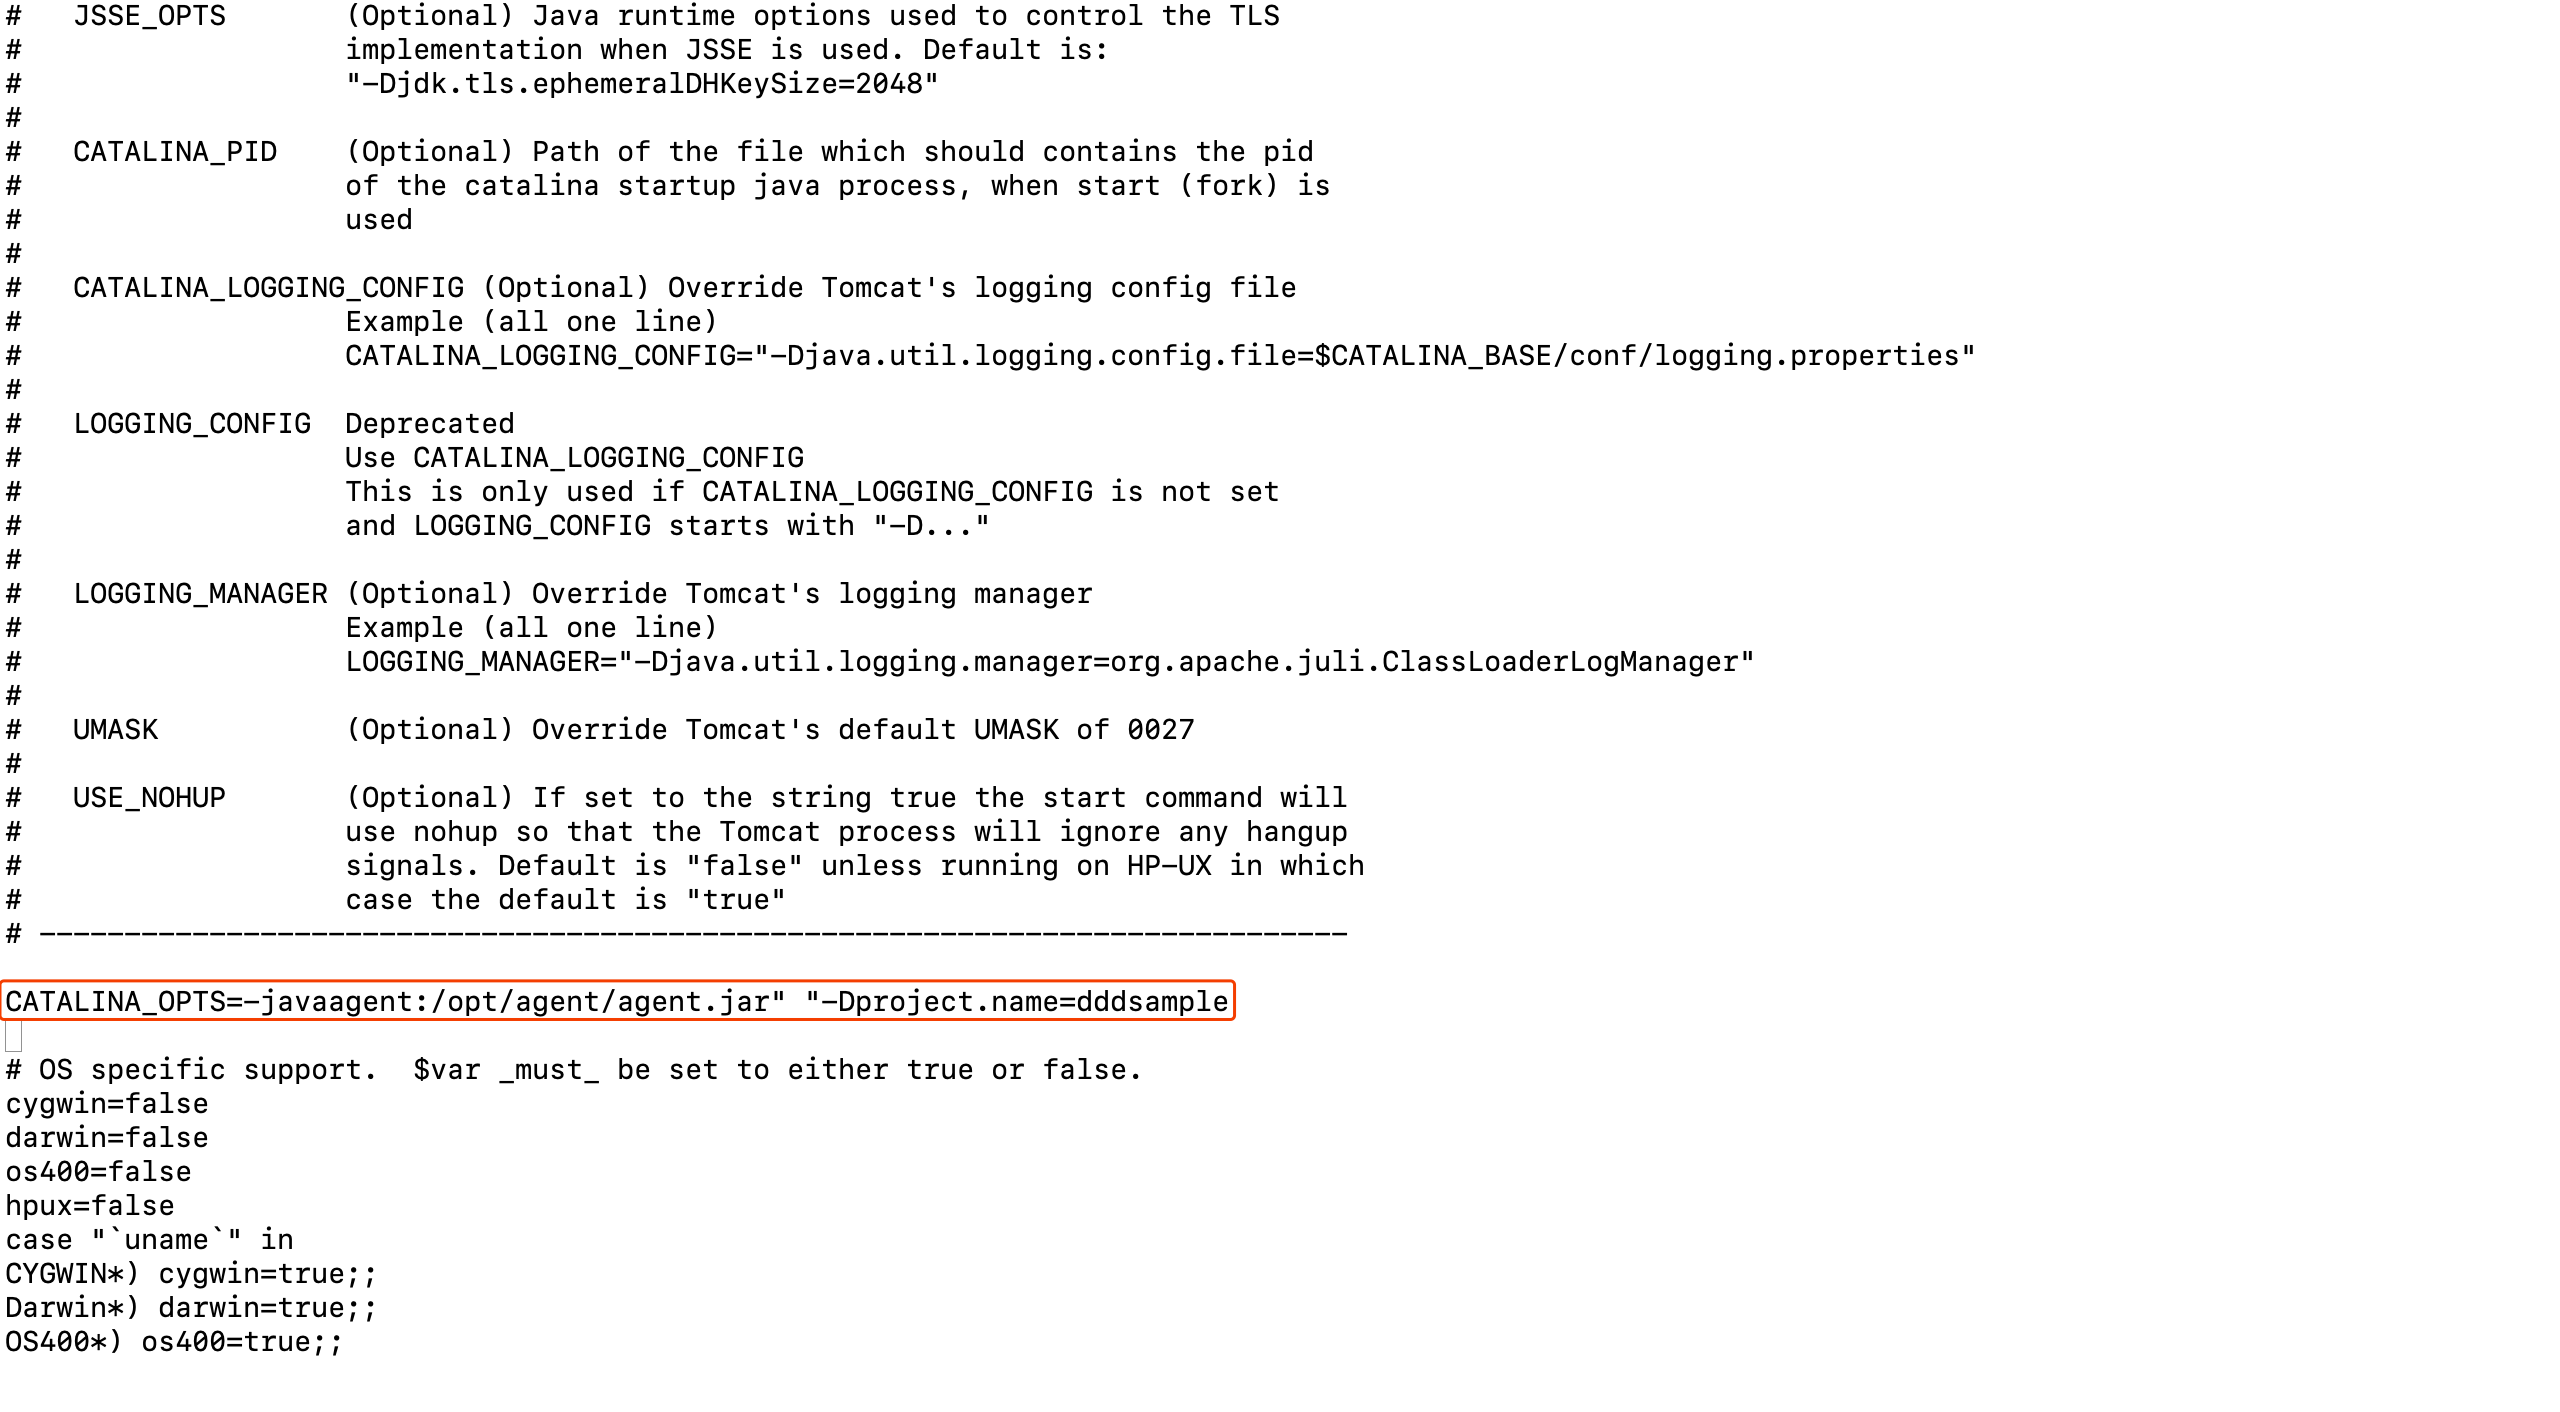 #   JSSE_OPTS       (Optional) Java runtime options used to control the TLS
#                   implementation when JSSE is used. Default is:
#                   "-Djdk.tls.ephemeralDHKeySize=2048"
#
#   CATALINA_PID    (Optional) Path of the file which should contains the pid
#                   of the catalina startup java process, when start (fork) is
#                   used
#
#   CATALINA_LOGGING_CONFIG (Optional) Override Tomcat's logging config file
#                   Example (all one line)
#                   CATALINA_LOGGING_CONFIG="-Djava.util.logging.config.file=$CATALINA_BASE/conf/logging.properties"
#
#   LOGGING_CONFIG  Deprecated
#                   Use CATALINA_LOGGING_CONFIG
#                   This is only used if CATALINA_LOGGING_CONFIG is not set
#                   and LOGGING_CONFIG starts with "-D..."
#
#   LOGGING_MANAGER (Optional) Override Tomcat's logging manager
#                   Example (all one line)
#                   LOGGING_MANAGER="-Djava.util.logging.manager=org.apache.juli.ClassLoaderLogManager"
#
#   UMASK           (Optional) Override Tomcat's default UMASK of 0027
#
#   USE_NOHUP       (Optional) If set to the string true the start command will
#                   use nohup so that the Tomcat process will ignore any hangup
#                   signals. Default is "false" unless running on HP-UX in which
#                   case the default is "true"
# -----------------------------------------------------------------------------
CATALINA_OPTS=-javaagent:/opt/agent/agent.jar" "-Dproject.name=dddsample
# OS specific support.  $var _must_ be set to either true or false.
cygwin=false
darwin=false
os400=false
hpux=false
case "`uname`" in
CYGWIN*) cygwin=true;;
Darwin*) darwin=true;;
OS400*) os400=true;;